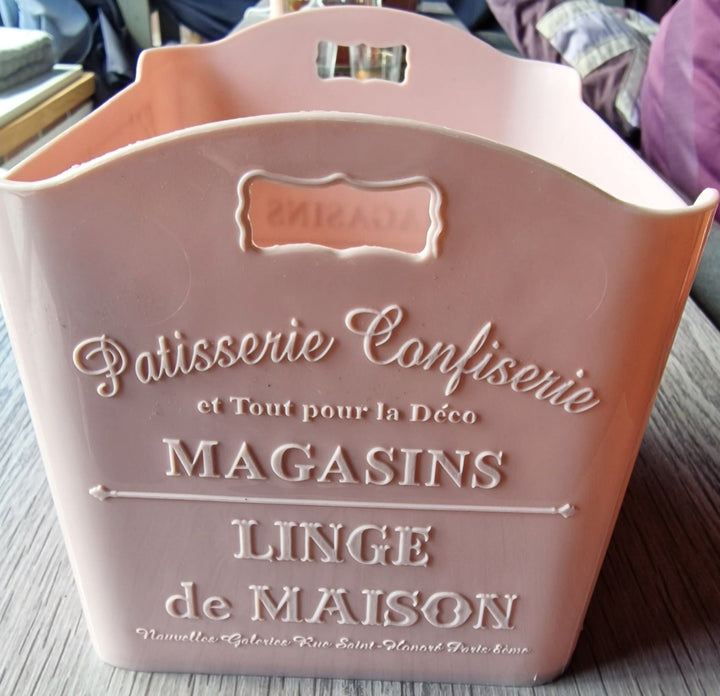 Patisserie Confiserie
et Tout pour la Déco
MAGASINS
LINGE
de MAISON
Nouvelles Galeries Rue Saint-Honoré Paris 8ème